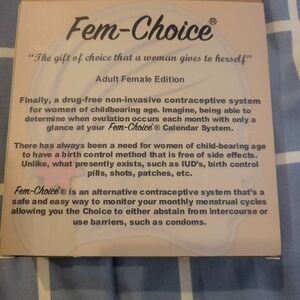 Fem-Choice®
"The gift of choice that a woman gives to herself"
Adult Female Edition
Finally, a drug-free non-invasive contraceptive system
for women of childbearing age. Imagine, being able to
determine when ovulation occurs each month with only a
glance at your Fem-Choice® Calendar System.
There has always been a need for women of child-bearing age
to have a birth control method that is free of side effects.
Unlike, what presently exists, such as IUD's, birth control
pills, shots, patches, etc.
Fem-Choice® is an alternative contraceptive system that's a
safe and easy way to monitor your monthly menstrual cycles
allowing you the Choice to either abstain from intercourse or
use barriers, such as condoms.